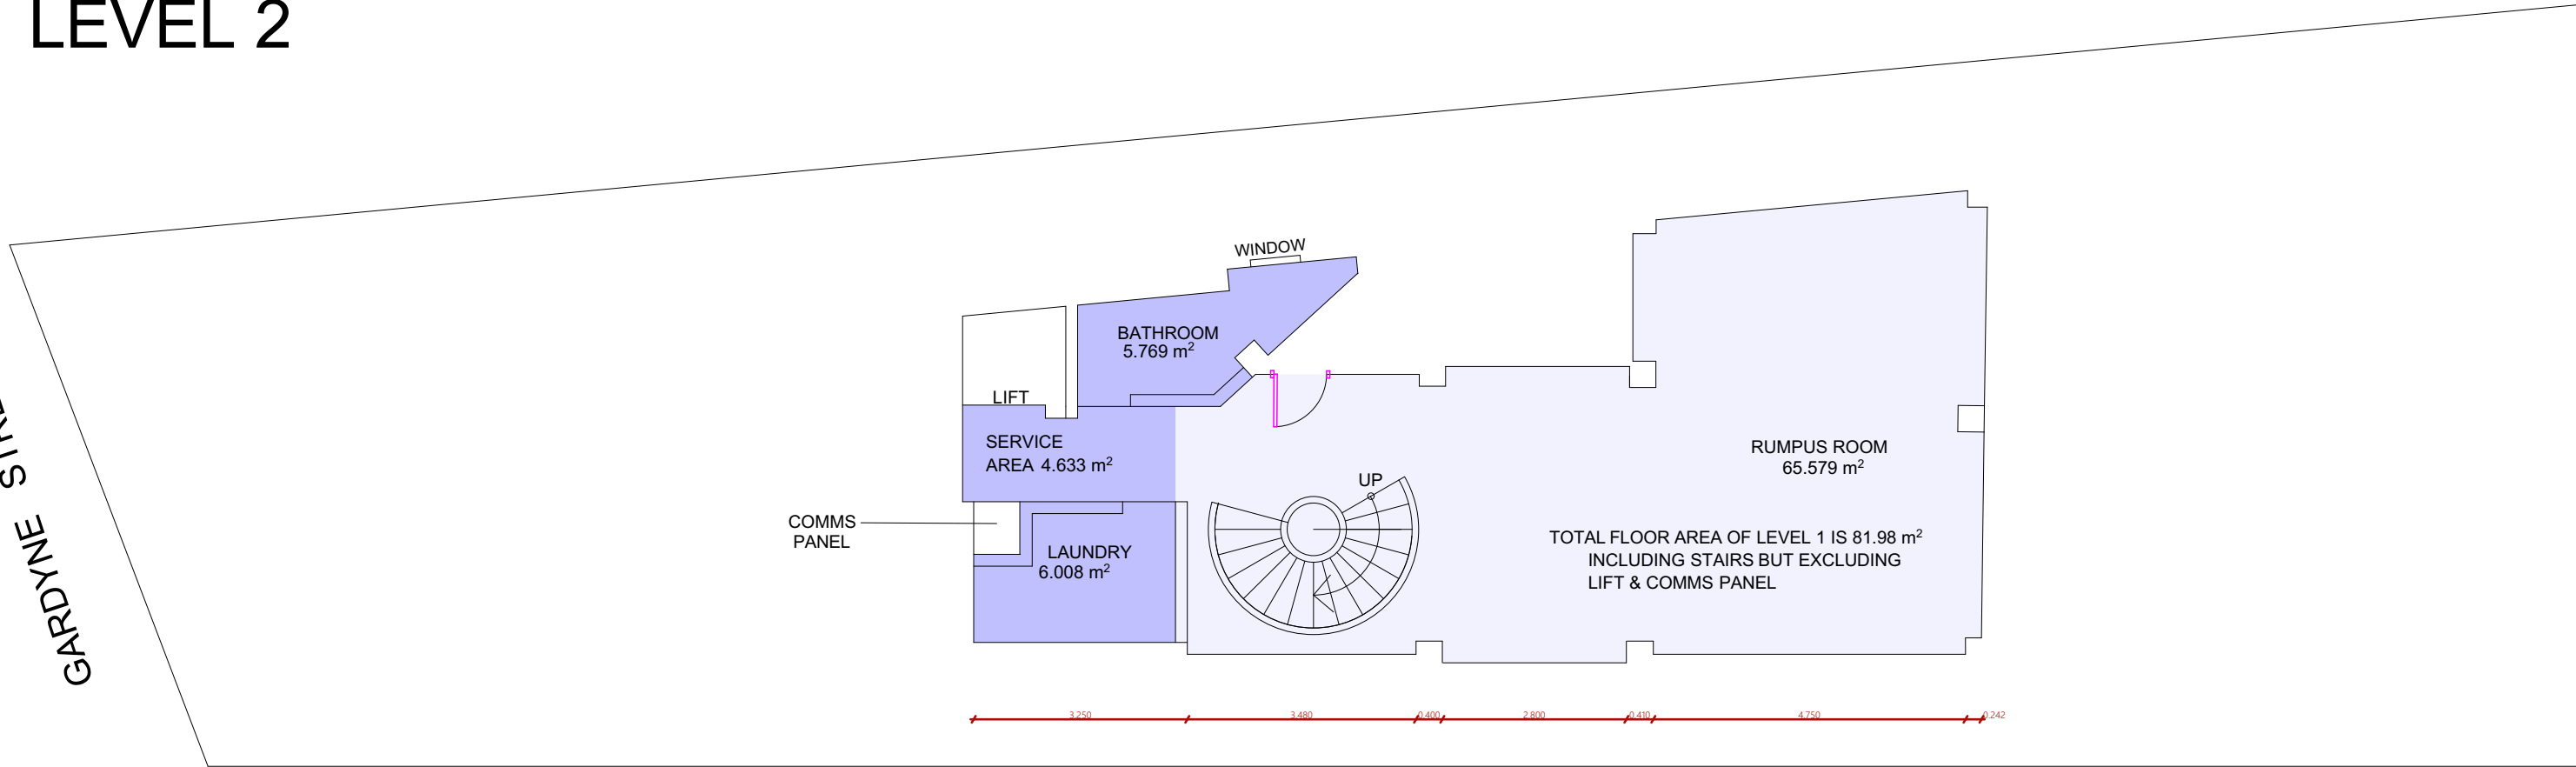 LEVEL 2
WINDOW
BATHROOM
5.769 m²
LIFT
SERVICE
AREA 4.633 m²
UP
RUMPUS ROOM
65.579 m²
COMMS
PANEL
LAUNDRY
6.008 m²
TOTAL FLOOR AREA OF LEVEL 1 IS 81.98 m²
INCLUDING STAIRS BUT EXCLUDING
LIFT & COMMS PANEL
GARDYNE
3.250 3.480 0.400 2.800 0.410 4.750 0.242